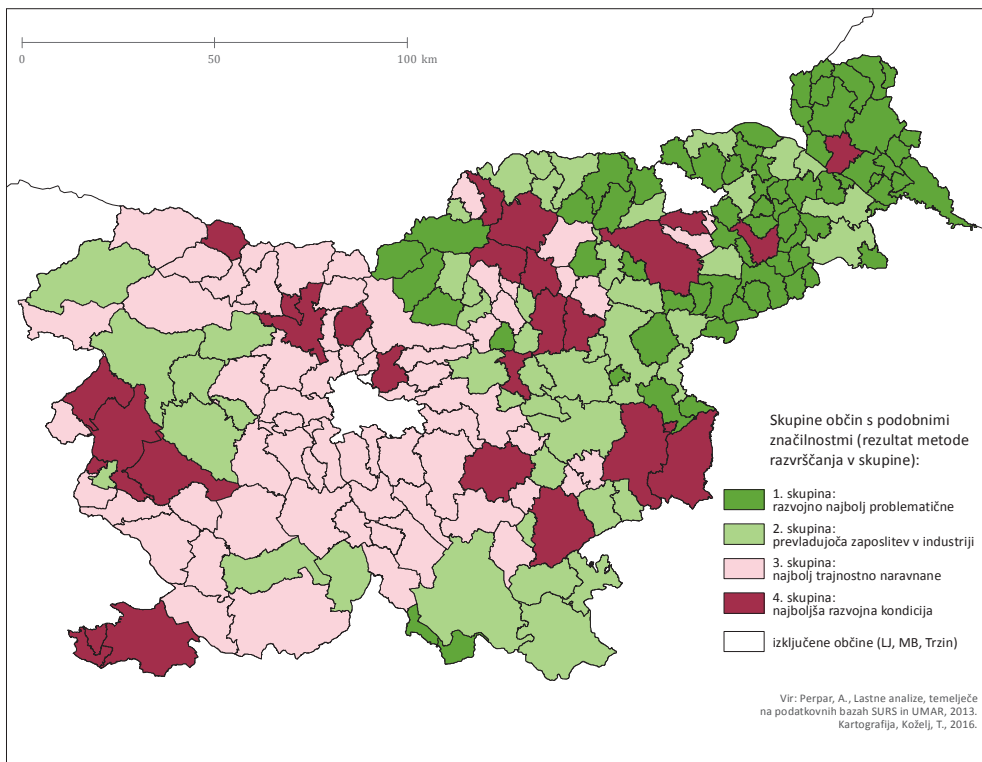 0 50 100 km
Skupine občin s podobnimi
značilnostmi (rezultat metode
razvrščanja v skupine):
1. skupina:
razvojno najbolj problematične
2. skupina:
prevladujoča zaposlitev v industriji
3. skupina:
najbolj trajnostno naravnane
4. skupina:
najboljša razvojna kondicija
izključene občine (LJ, MB, Trzin)
Vir: Perpar, A., Lastne analize, temelječe
na podatkovnih bazah SURS in UMAR, 2013.
Kartografija, Koželj, T., 2016.